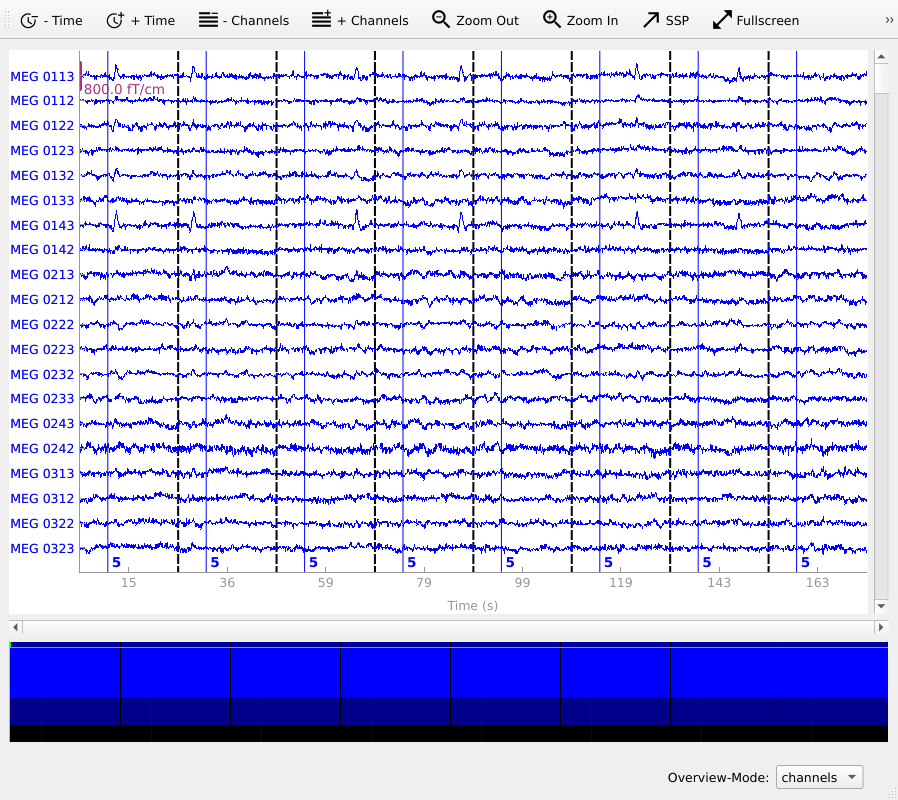 - Time + Time - Channels + Channels Zoom Out Zoom In SSP Fullscreen »
MEG 0113
800.0 fT/cm
MEG 0112
MEG 0122
MEG 0123
MEG 0132
MEG 0133
MEG 0143
MEG 0142
MEG 0213
MEG 0212
MEG 0222
MEG 0223
MEG 0232
MEG 0233
MEG 0243
MEG 0242
MEG 0313
MEG 0312
MEG 0322
MEG 0323
5 5 5 5 5 5 5 5
15 36 59 79 99 119 143 163
Time (s)
Overview-Mode: channels